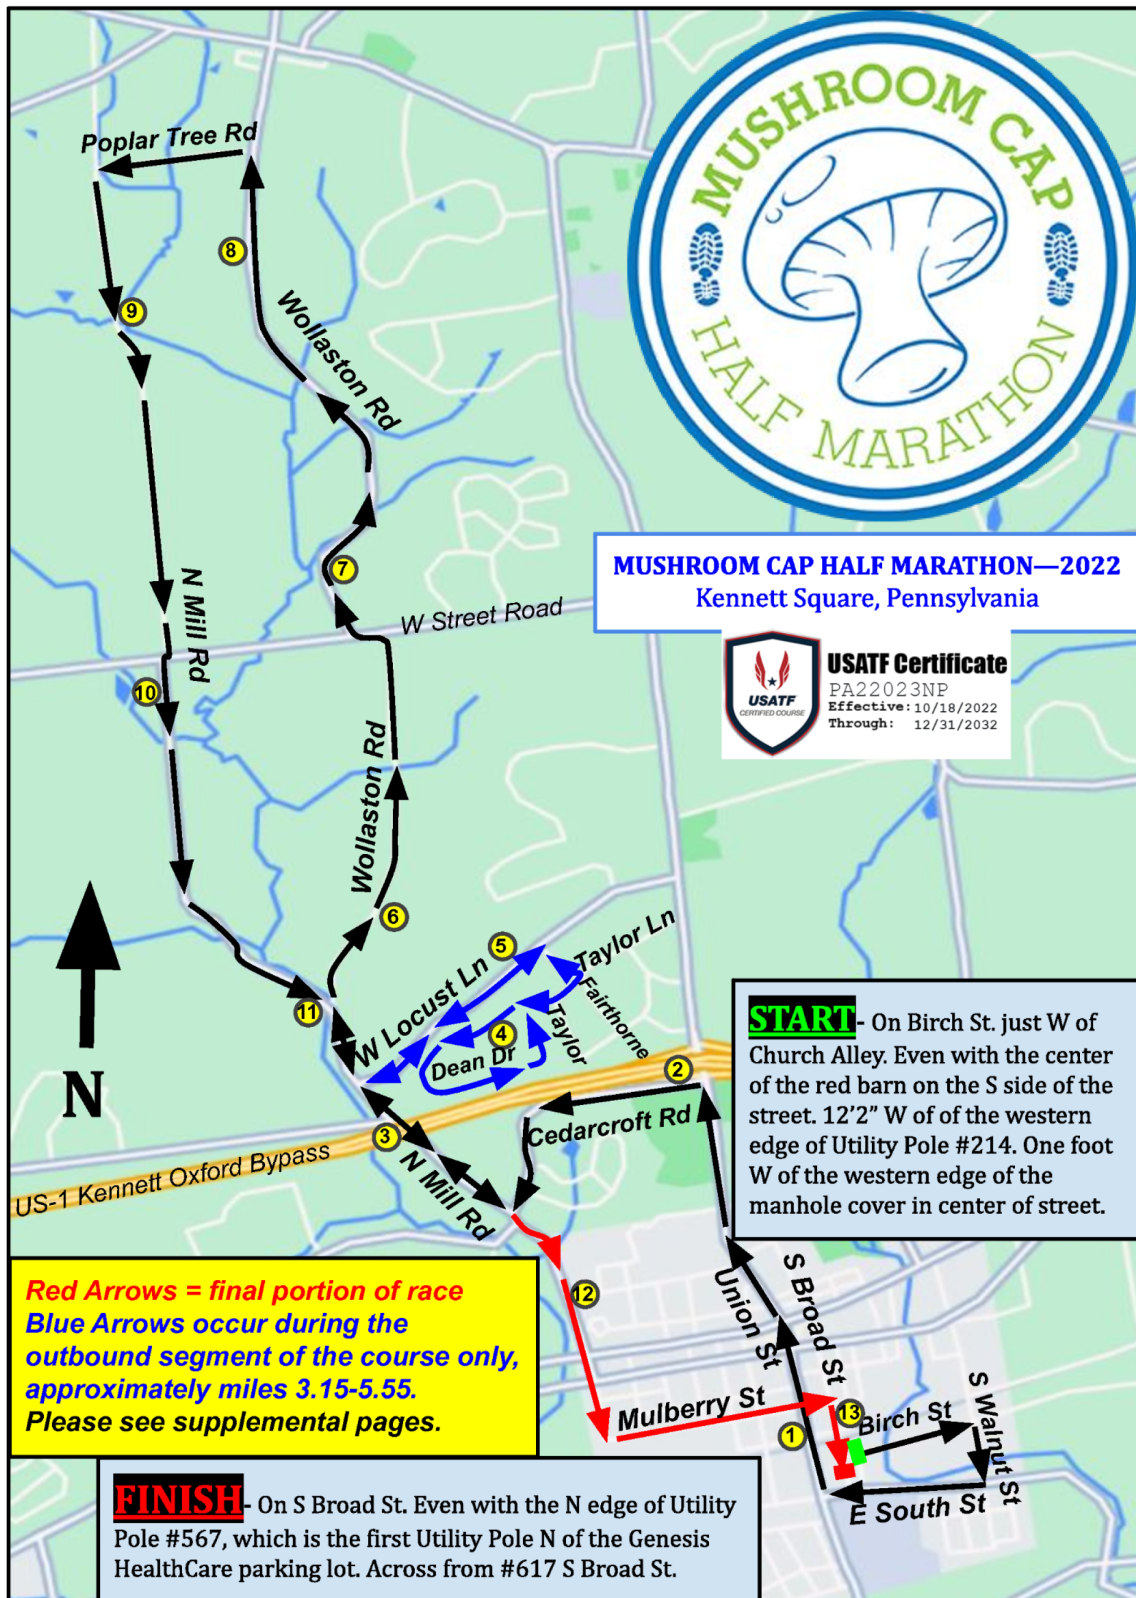 MUSHROOM CAP
HALF MARATHON
Poplar Tree Rd
8
9
Wollaston Rd
7
N Mill Rd
W Street Road
MUSHROOM CAP HALF MARATHON—2022
Kennett Square, Pennsylvania
USATF
CERTIFIED COURSE
USATF Certificate
PA22023NP
Effective: 10/18/2022
Through: 12/31/2032
10
Wollaston Rd
6
5
Taylor Ln
W Locust Ln
Fairthorne
11
4
Taylor
Dean Dr
N
2
Cedarcroft Rd
3
N Mill Rd
US-1 Kennett Oxford Bypass
START- On Birch St. just W of
Church Alley. Even with the center
of the red barn on the S side of the
street. 12'2" W of of the western
edge of Utility Pole #214. One foot
W of the western edge of the
manhole cover in center of street.
Red Arrows = final portion of race
Blue Arrows occur during the
outbound segment of the course only,
approximately miles 3.15-5.55.
Please see supplemental pages.
12
Union St
S Broad St
Mulberry St
13
1
Birch St
S Walnut St
E South St
FINISH- On S Broad St. Even with the N edge of Utility
Pole #567, which is the first Utility Pole N of the Genesis
HealthCare parking lot. Across from #617 S Broad St.